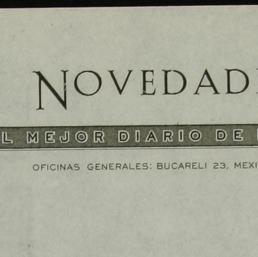 NOVEDAD
L MEJOR DIARIO DE
OFICINAS GENERALES: BUCARELI 23, MEXI